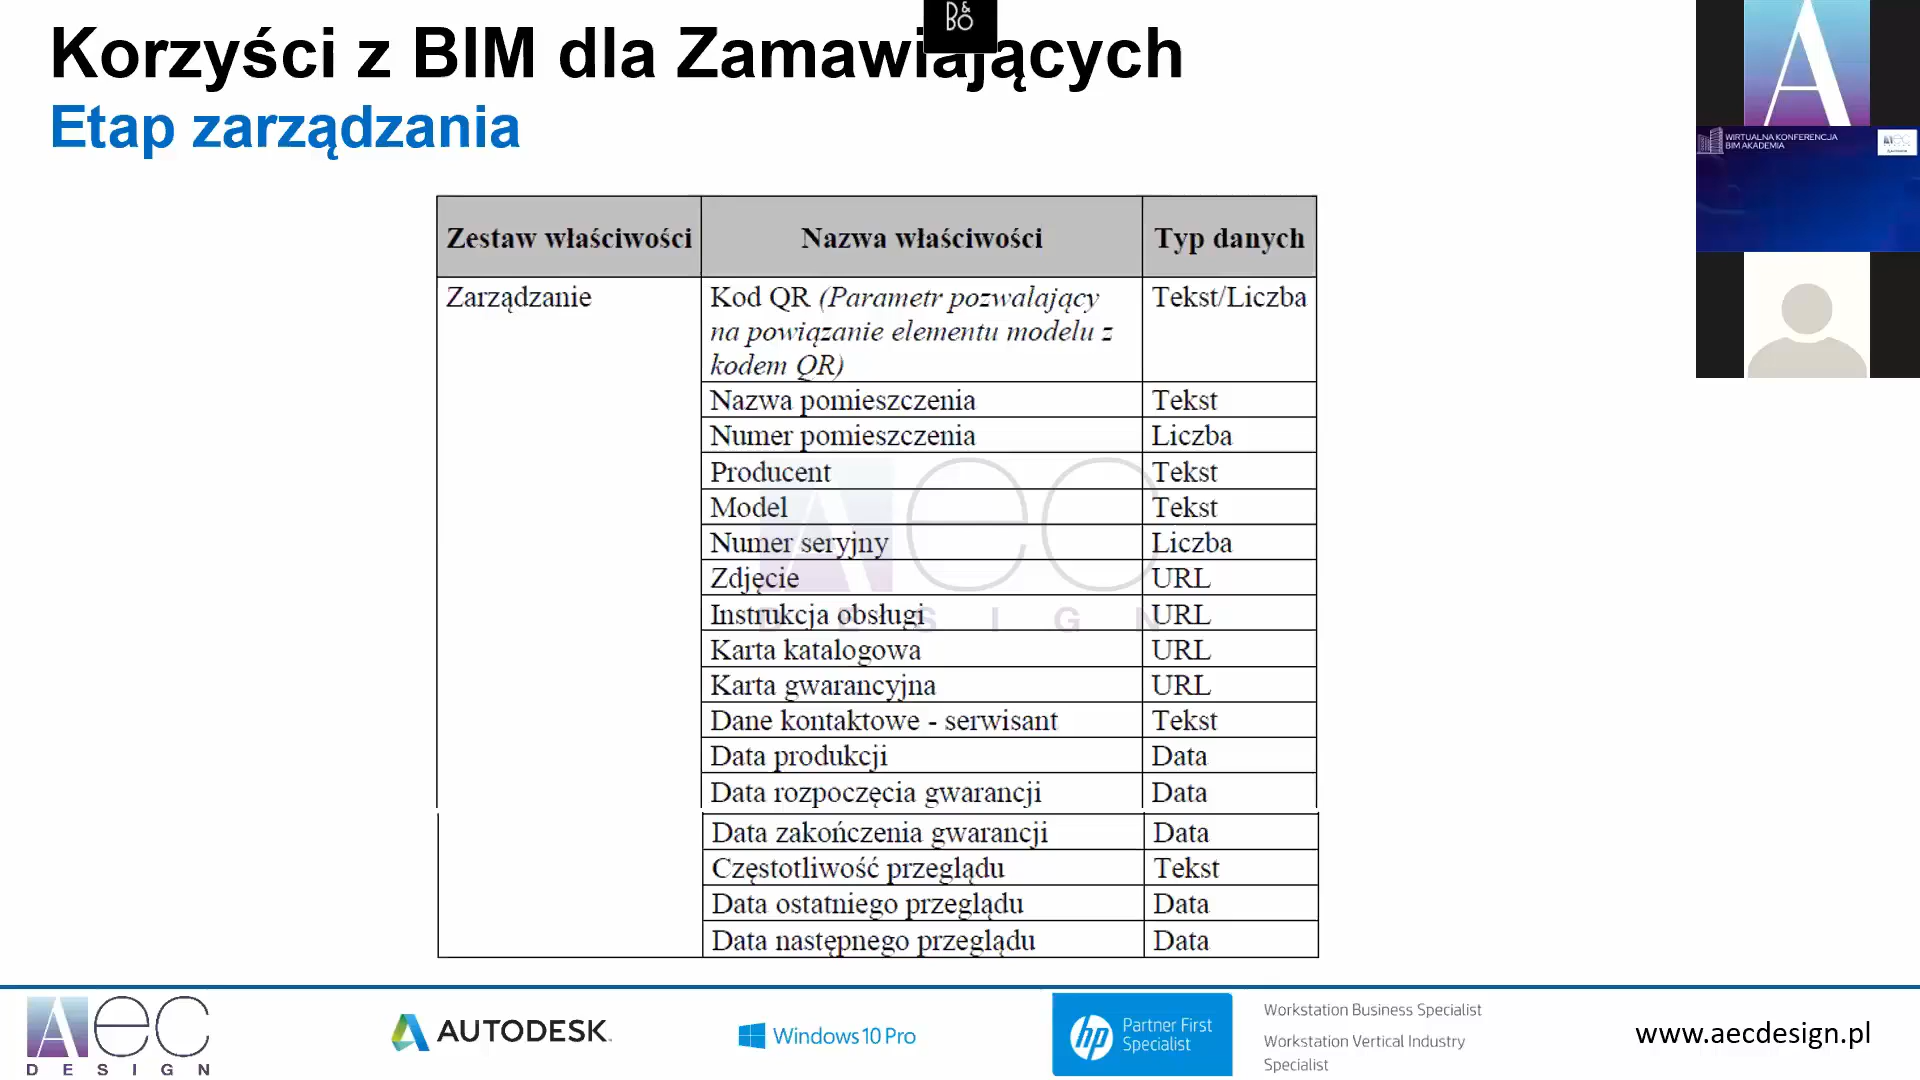 Korzyści z BIM dla Zamawiających
Etap zarządzania
B&O
WIRTUALNA KONFERENCJA
BIM AKADEMIA
Zestaw właściwości Nazwa właściwości Typ danych
Zarządzanie Kod QR (Parametr pozwalający Tekst/Liczba
na powiązanie elementu modelu z
kodem QR)
Nazwa pomieszczenia Tekst
Numer pomieszczenia Liczba
Producent Tekst
Model Tekst
Numer seryjny Liczba
Zdjęcie URL
Instrukcja obsługi URL
Karta katalogowa URL
Karta gwarancyjna URL
Dane kontaktowe - serwisant Tekst
Data produkcji Data
Data rozpoczęcia gwarancji Data
Data zakończenia gwarancji Data
Częstotliwość przeglądu Tekst
Data ostatniego przeglądu Data
Data następnego przeglądu Data
AEC
DESIGN
AEC
DESIGN
AUTODESK.
Windows 10 Pro
hp Partner First
Specialist
Workstation Business Specialist
Workstation Vertical Industry
Specialist
www.aecdesign.pl